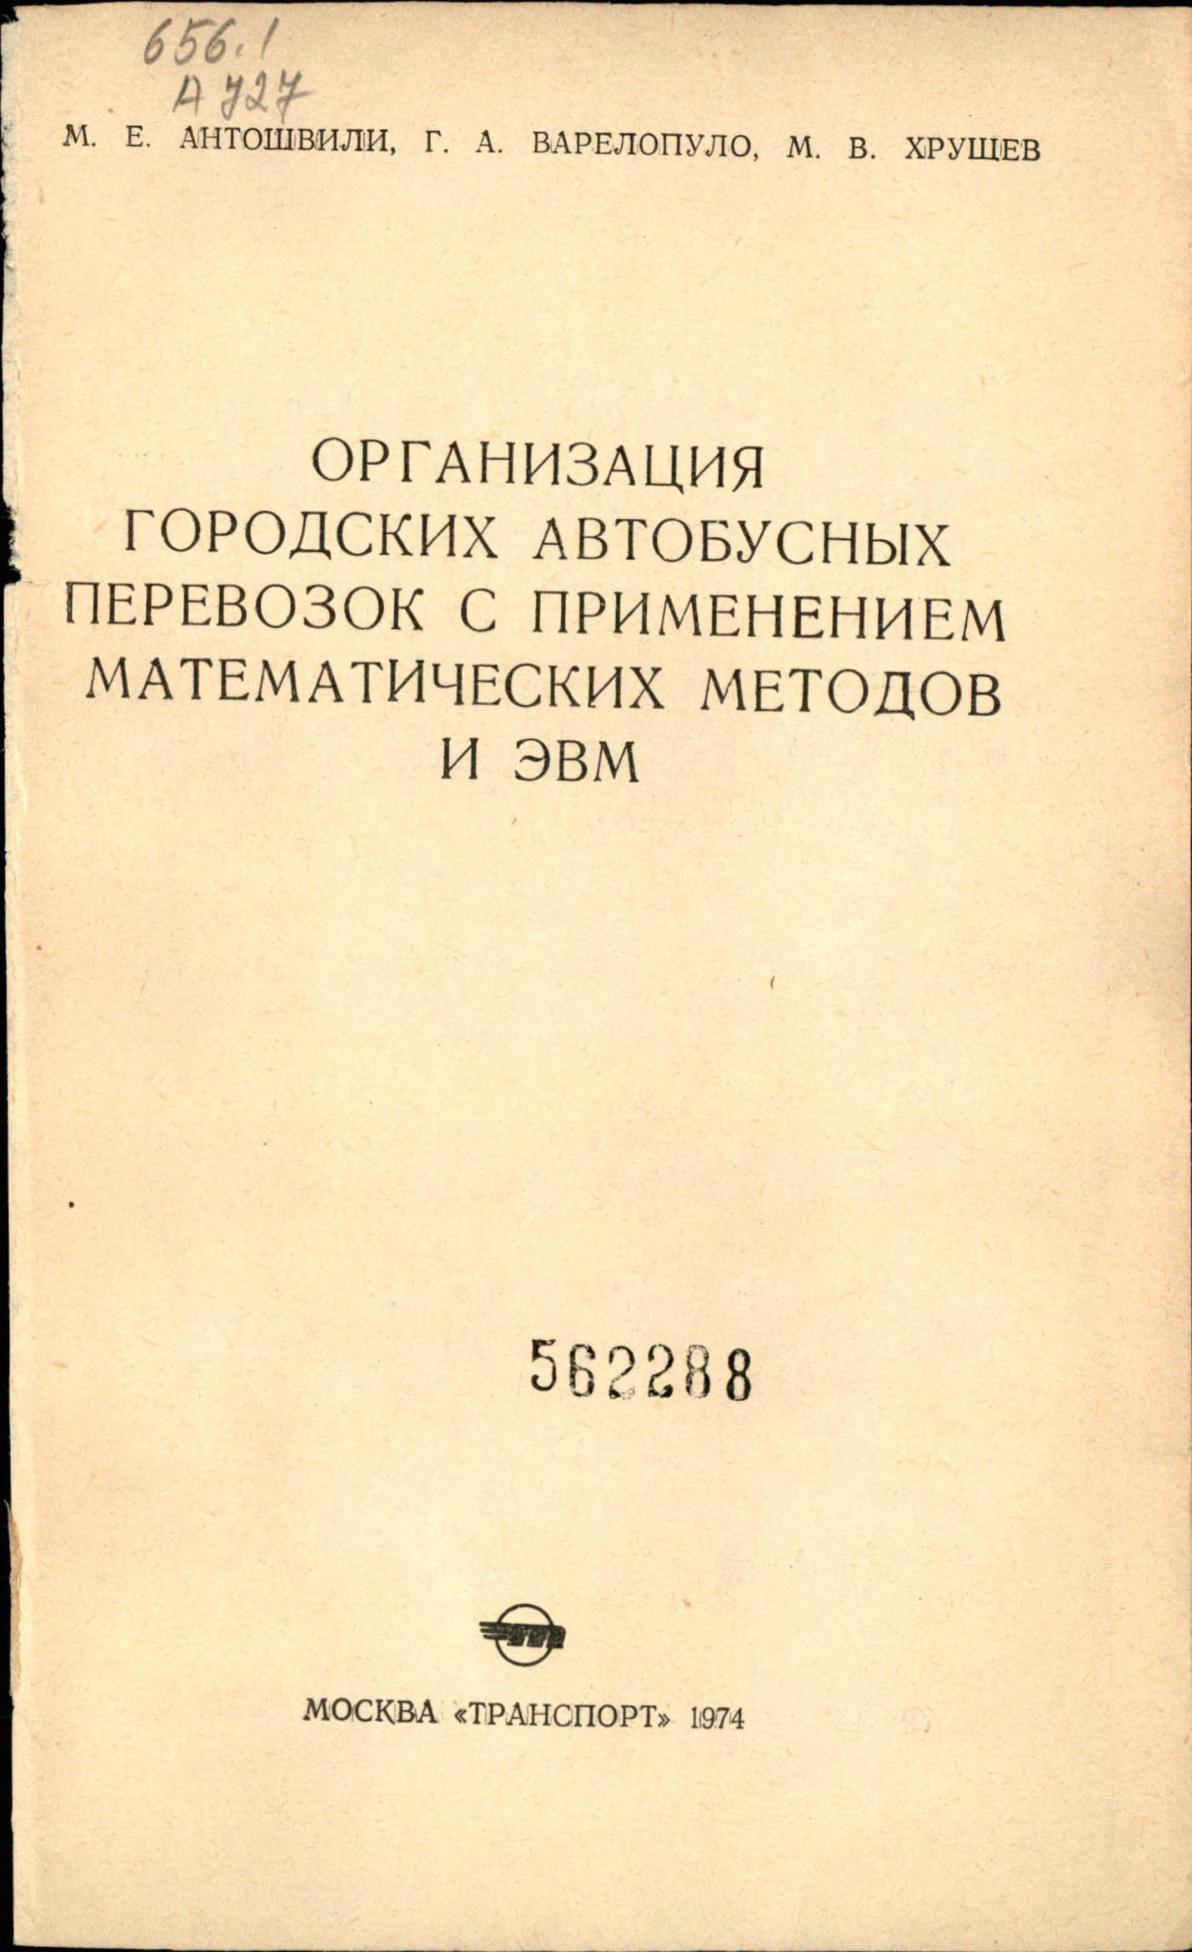 656.1
А 727
М. Е. АНТОШВИЛИ, Г. А. ВАРЕЛОПУЛО, М. В. ХРУЩЕВ
ОРГАНИЗАЦИЯ
ГОРОДСКИХ АВТОБУСНЫХ
ПЕРЕВОЗОК С ПРИМЕНЕНИЕМ
МАТЕМАТИЧЕСКИХ МЕТОДОВ
И ЭВМ
562288
МОСКВА «ТРАНСПОРТ» 1974